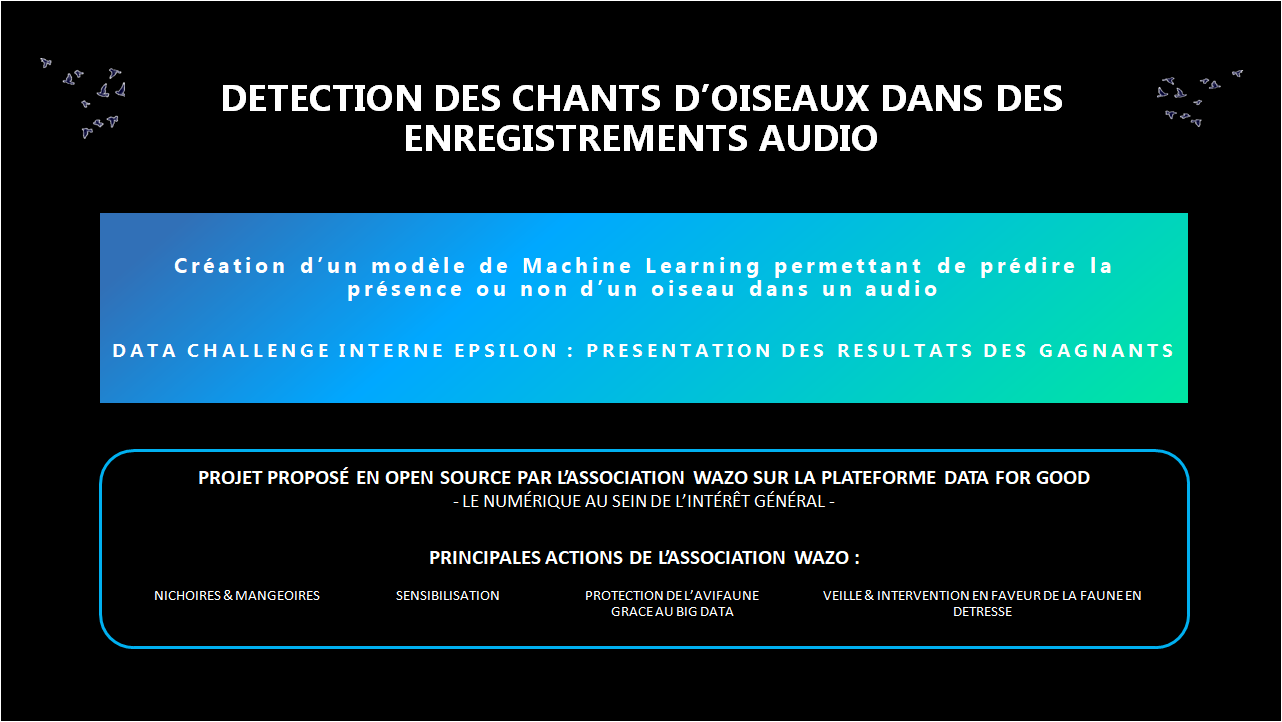 DETECTION DES CHANTS D’OISEAUX DANS DES
ENREGISTREMENTS AUDIO
Création d’un modèle de Machine Learning permettant de prédire la
présence ou non d’un oiseau dans un audio
DATA CHALLENGE INTERNE EPSILON : PRESENTATION DES RESULTATS DES GAGNANTS
PROJET PROPOSÉ EN OPEN SOURCE PAR L’ASSOCIATION WAZO SUR LA PLATEFORME DATA FOR GOOD
- LE NUMÉRIQUE AU SEIN DE L’INTÉRÊT GÉNÉRAL -
PRINCIPALES ACTIONS DE L’ASSOCIATION WAZO :
NICHOIRES & MANGEOIRES
SENSIBILISATION
PROTECTION DE L’AVIFAUNE
GRACE AU BIG DATA
VEILLE & INTERVENTION EN FAVEUR DE LA FAUNE EN
DETRESSE